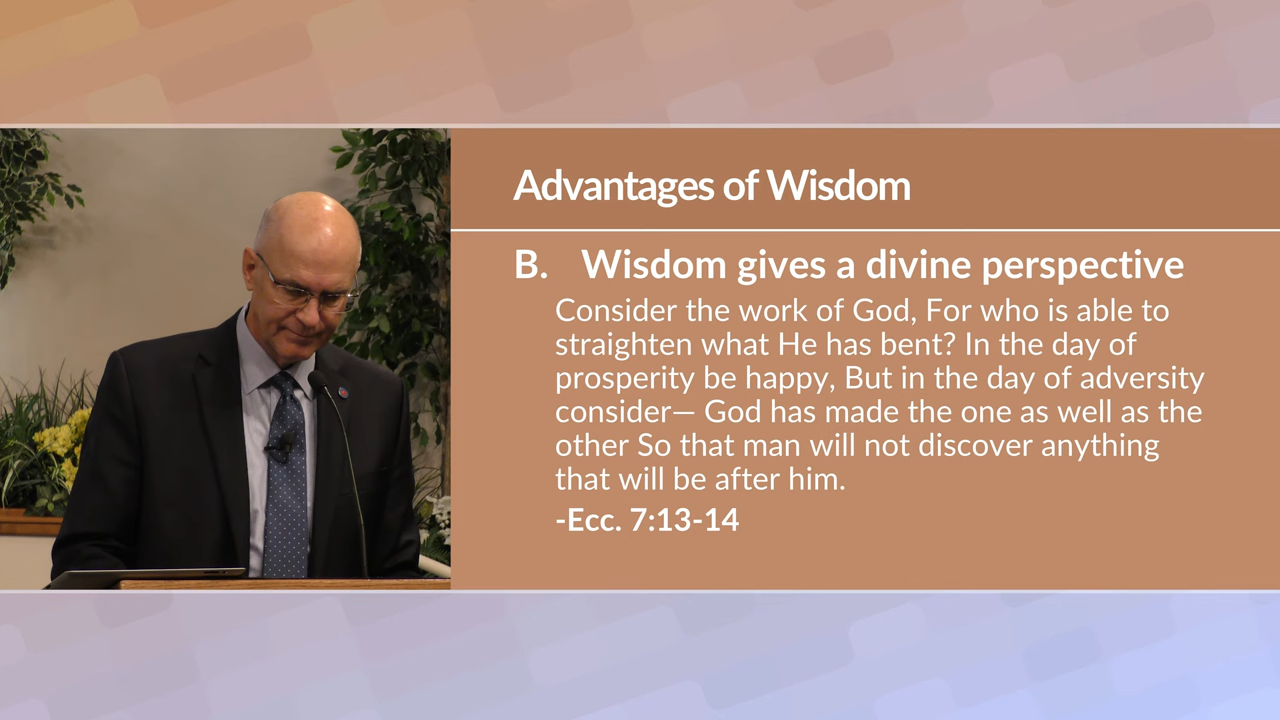 Advantages of Wisdom
B. Wisdom gives a divine perspective
Consider the work of God, For who is able to
straighten what He has bent? In the day of
prosperity be happy, But in the day of adversity
consider— God has made the one as well as the
other So that man will not discover anything
that will be after him.
-Ecc. 7:13-14